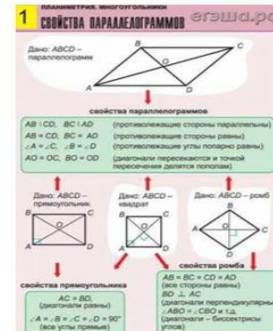 ПЛАНИМЕТРИЯ. МНОГОУГОЛЬНИКИ
1
СВОЙСТВА ПАРАЛЛЕЛОГРАММОВ
егэша.рф
Дано: ABCD –
параллелограмм
B
C
O
A
D
свойства параллелограммов
AB ∥ CD, BC ∥ AD (противолежащие стороны параллельны)
AB = CD, BC = AD (противолежащие стороны равны)
∠A = ∠C, ∠B = ∠D (противолежащие углы попарно равны)
AO = OC, BO = OD (диагонали пересекаются и точкой
пересечения делятся пополам)
Дано: ABCD –
прямоугольник
Дано: ABCD –
квадрат
Дано: ABCD – ромб
B
C
O
A
D
B
C
O
A
D
B
A
O
C
D
свойства прямоугольника
AC = BD,
(диагонали равны)
∠A = ∠B = ∠C = ∠D = 90°
(все углы прямые)
свойства ромба
AB = BC = CD = AD
(все стороны равны)
BD ⊥ AC
(диагонали перпендикулярны)
∠ABO = ∠CBO и т.д.
(диагонали – биссектрисы
углов)